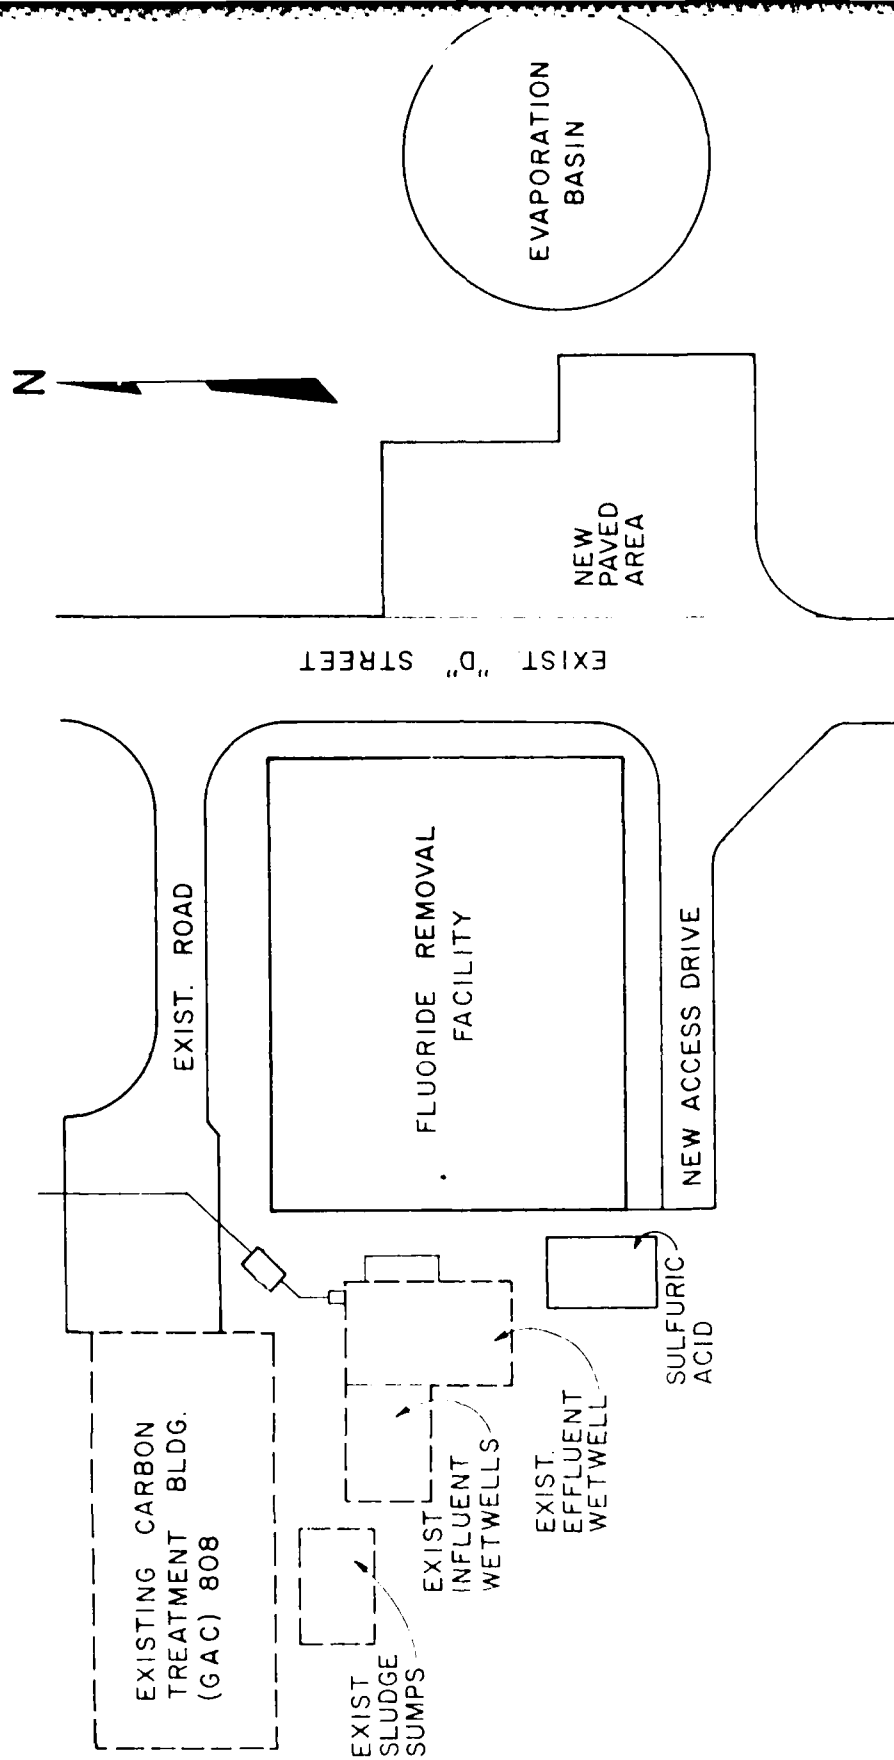 N
EVAPORATION
BASIN
NEW
PAVED
AREA
EXIST. "D" STREET
EXIST. ROAD
FLUORIDE REMOVAL
FACILITY
NEW ACCESS DRIVE
SULFURIC
ACID
EXISTING CARBON
TREATMENT BLDG.
(GAC) 808
EXIST
INFLUENT
WETWELLS
EXIST.
EFFLUENT
WETWELL
EXIST
SLUDGE
SUMPS